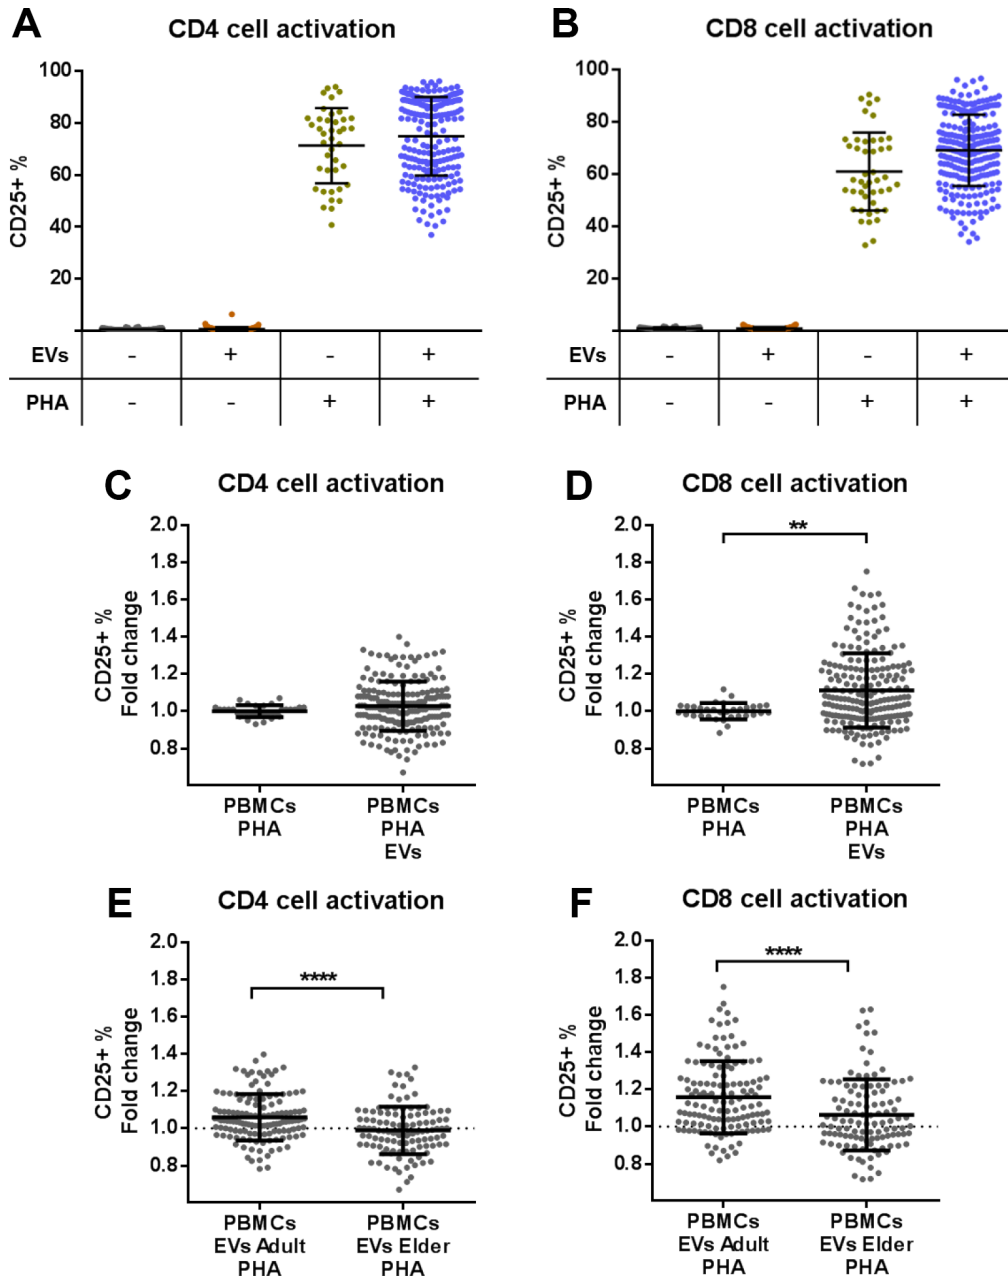 A
CD4 cell activation
CD25+ %
100
80
60
40
20
EVs - + - +
PHA - - + +
B
CD8 cell activation
CD25+ %
100
80
60
40
20
EVs - + - +
PHA - - + +
C
CD4 cell activation
CD25+ %
Fold change
2.0
1.8
1.6
1.4
1.2
1.0
0.8
PBMCs
PHA
PBMCs
PHA
EVs
D
CD8 cell activation
**
CD25+ %
Fold change
2.0
1.8
1.6
1.4
1.2
1.0
0.8
PBMCs
PHA
PBMCs
PHA
EVs
E
CD4 cell activation
****
CD25+ %
Fold change
2.0
1.8
1.6
1.4
1.2
1.0
0.8
PBMCs
EVs Adult
PHA
PBMCs
EVs Elder
PHA
F
CD8 cell activation
****
CD25+ %
Fold change
2.0
1.8
1.6
1.4
1.2
1.0
0.8
PBMCs
EVs Adult
PHA
PBMCs
EVs Elder
PHA